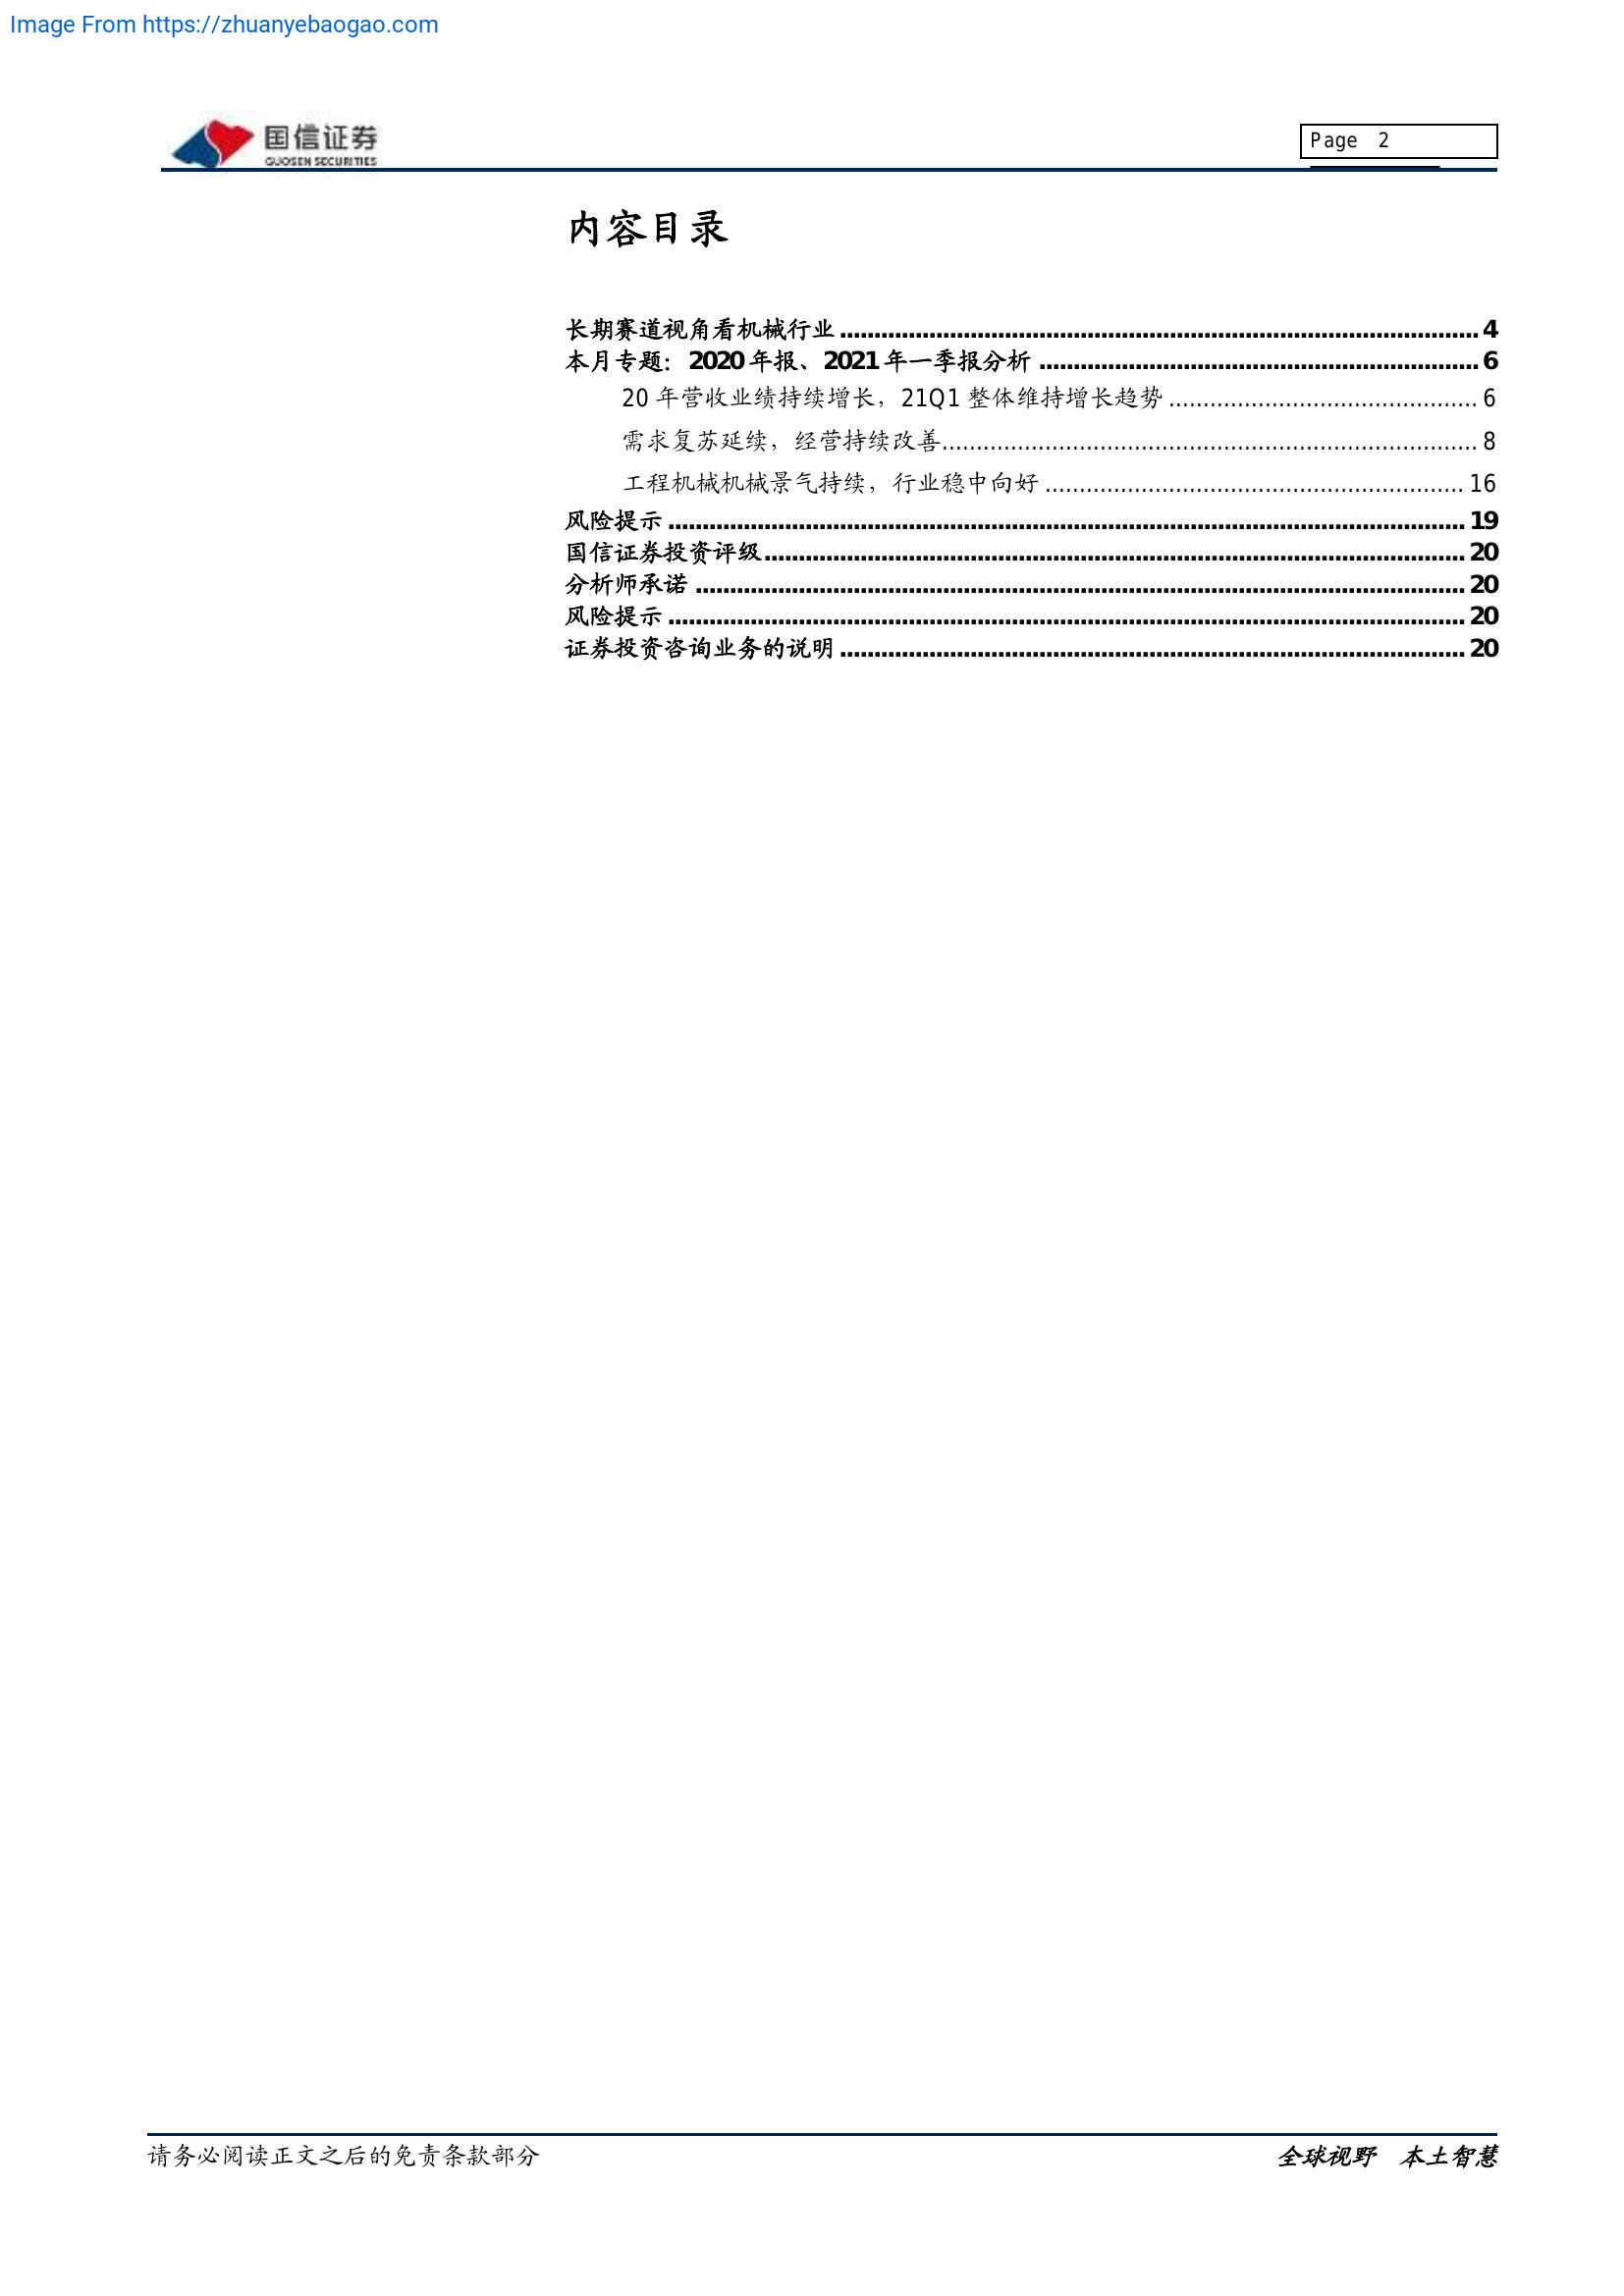 Image From https://zhuanyebaogao.com
国信证券
GUOSEN SECURITIES
Page 2
内容目录
长期赛道视角看机械行业 4
本月专题：2020 年报、2021 年一季报分析 6
20 年营收业绩持续增长，21Q1 整体维持增长趋势 6
需求复苏延续，经营持续改善 8
工程机械机械景气持续，行业稳中向好 16
风险提示 19
国信证券投资评级 20
分析师承诺 20
风险提示 20
证券投资咨询业务的说明 20
请务必阅读正文之后的免责条款部分
全球视野 本土智慧